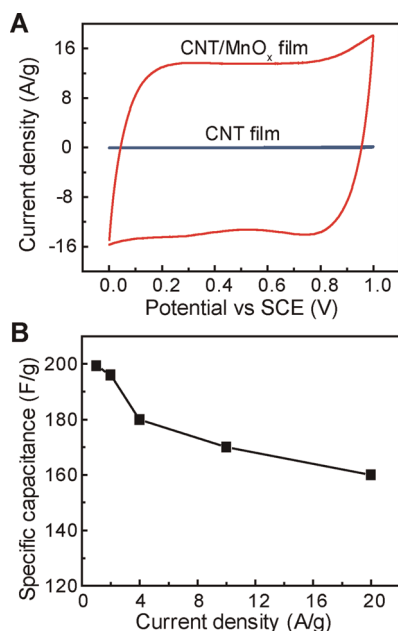 A
CNT/MnOx film
CNT film
Current density (A/g)
16
8
0
-8
-16
0.0 0.2 0.4 0.6 0.8 1.0
Potential vs SCE (V)
B
Specific capacitance (F/g)
200
180
160
140
120
0 4 8 12 16 20
Current density (A/g)